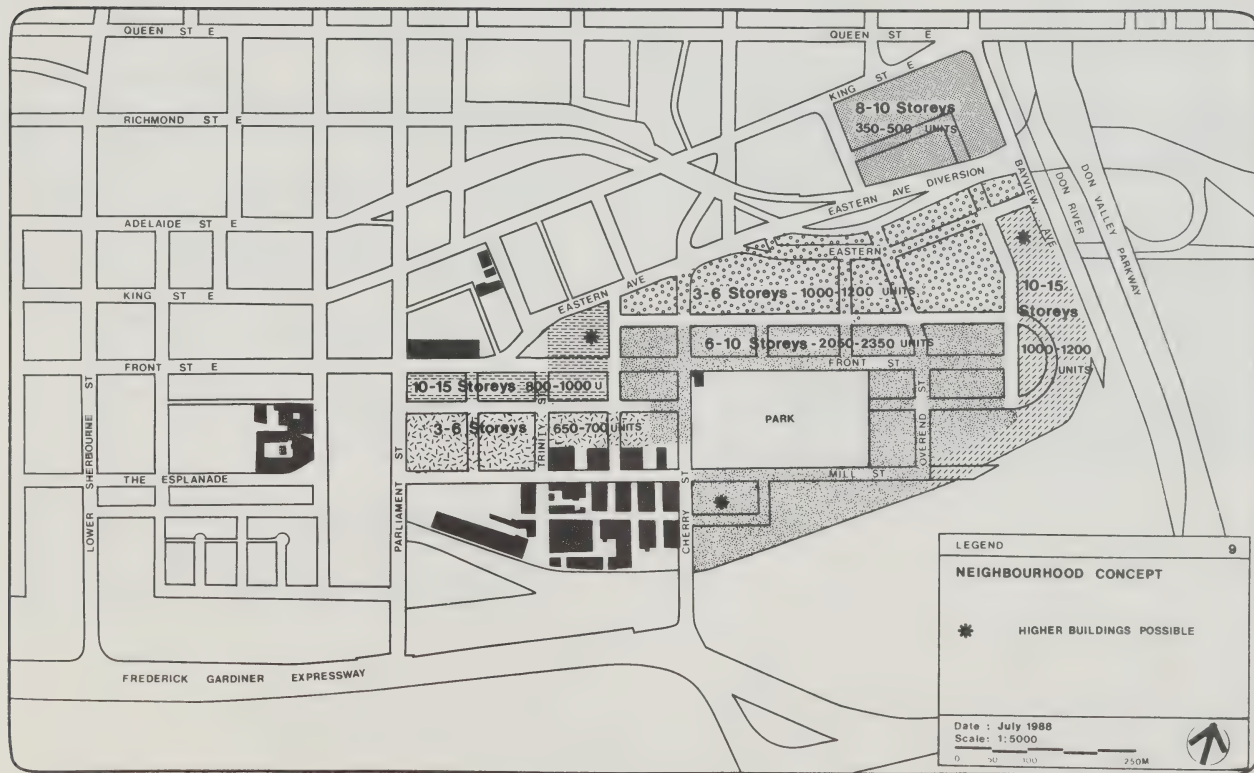 QUEEN ST E
QUEEN ST E
KING ST E
8-10 Storeys
350-500 UNITS
RICHMOND ST E
EASTERN AVE DIVERSION
BAYVIEW AVE
DON RIVER
DON VALLEY PARKWAY
ADELAIDE ST E
EASTERN
EASTERN AVE
KING ST E
3-6 Storeys - 1000-1200 UNITS
10-15
Storeys
1000-1200
UNITS
6-10 Storeys - 2050-2350 UNITS
FRONT ST E
FRONT ST
10-15 Storeys 800-1000 U
3-6 Storeys 650-700 UNITS
PARK
LOWER SHERBOURNE ST
PARLIAMENT ST
TRINITY ST
CHERRY ST
OVEREND ST
THE ESPLANADE
MILL ST
FREDERICK GARDINER EXPRESSWAY
LEGEND 9
NEIGHBOURHOOD CONCEPT
HIGHER BUILDINGS POSSIBLE
Date : July 1988
Scale: 1:5000
0 50 100 250M